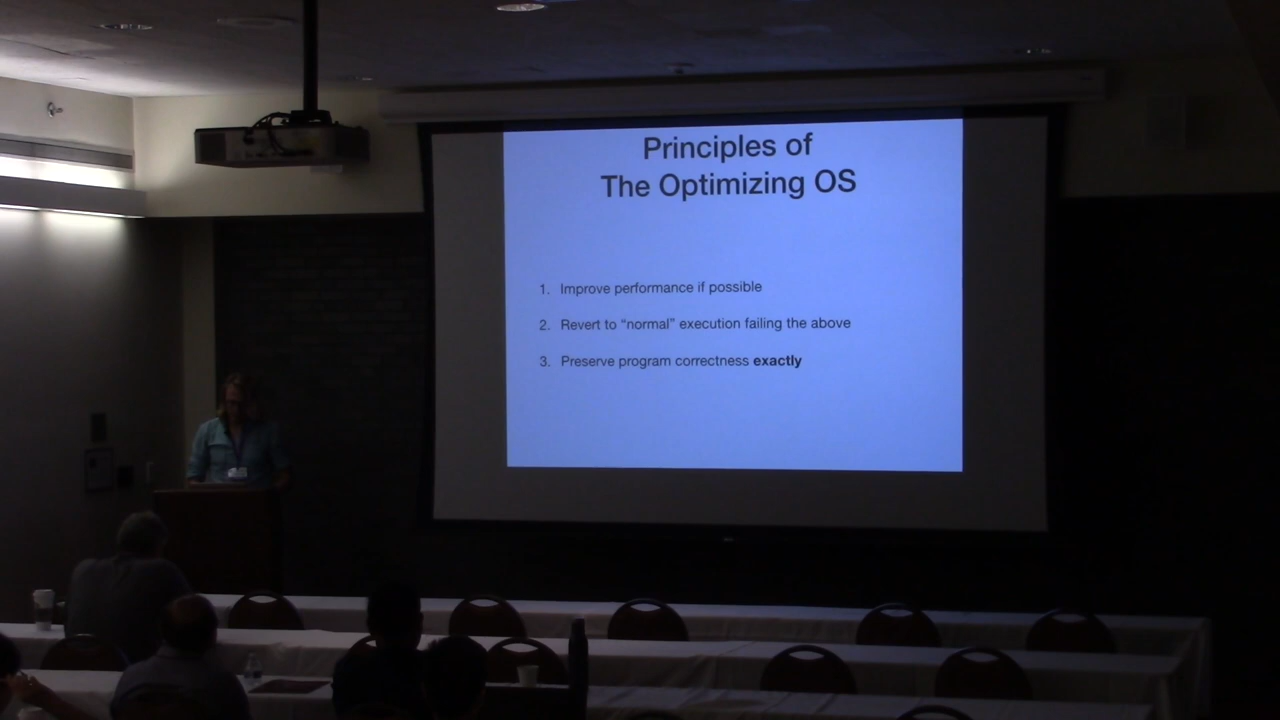 Principles of
The Optimizing OS
1. Improve performance if possible
2. Revert to “normal” execution failing the above
3. Preserve program correctness exactly